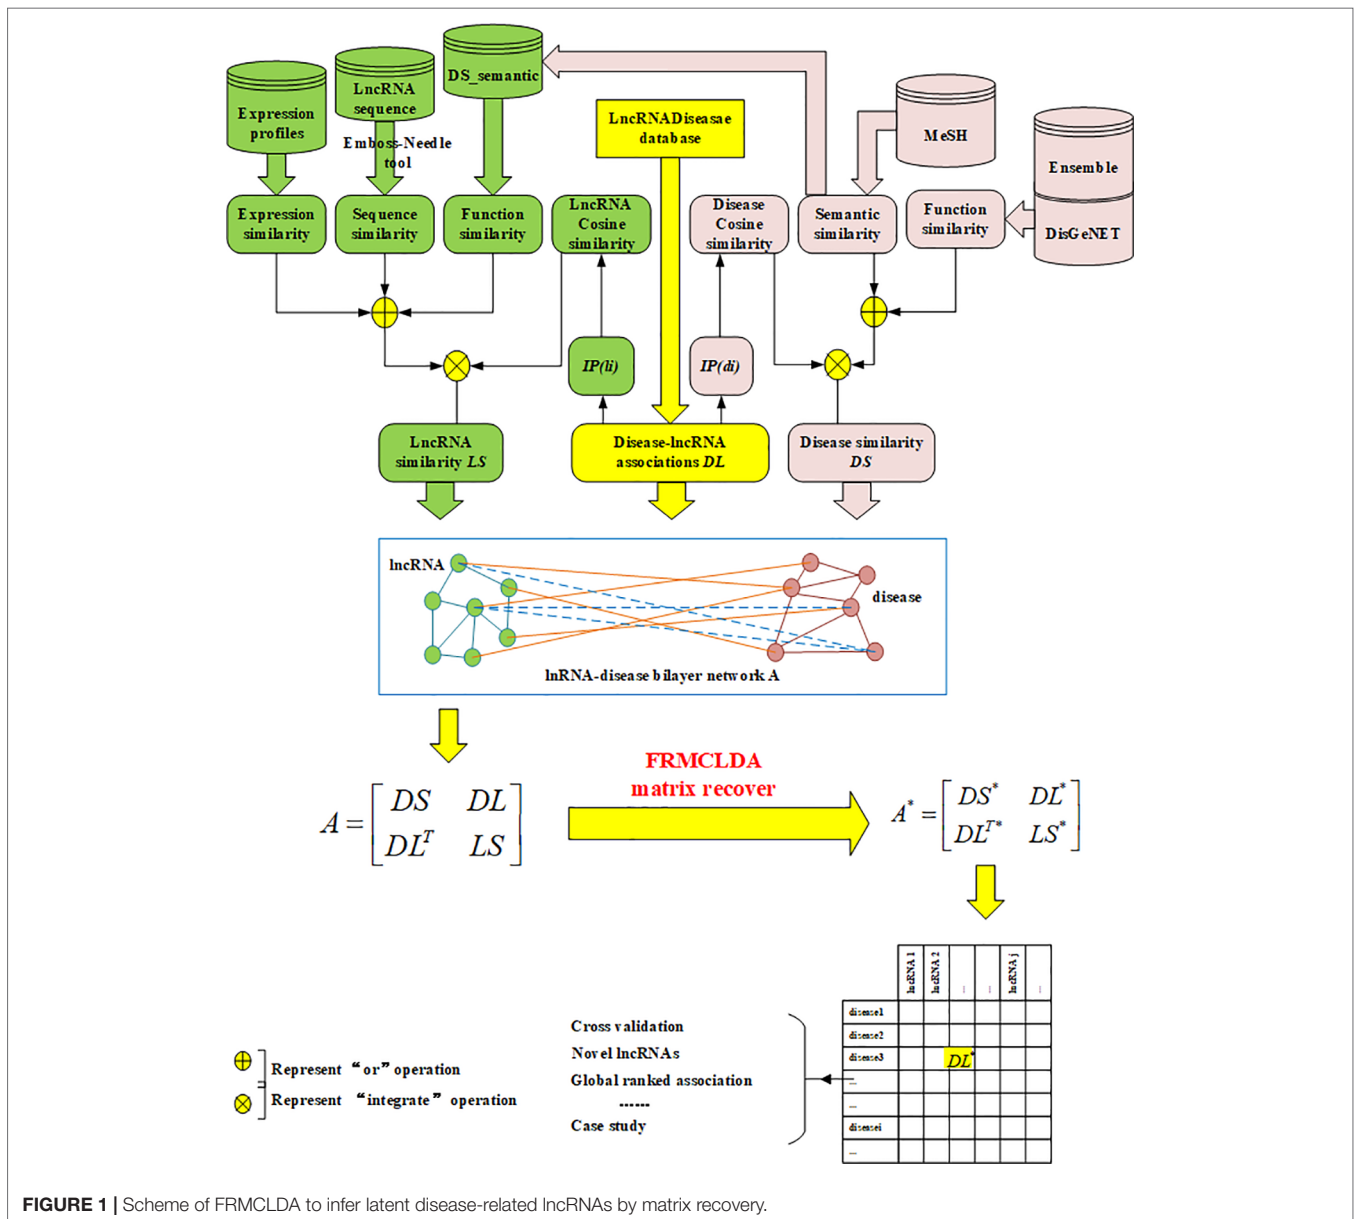 DS_semantic
LncRNA
sequence
Expression
profiles
Emboss-Needle
tool
LncRNADiseasae
database
MeSH
Ensemble
DisGeNET
Expression
similarity
Sequence
similarity
Function
similarity
LncRNA
Cosine
similarity
Disease
Cosine
similarity
Semantic
similarity
Function
similarity
IP(li)
IP(di)
LncRNA
similarity LS
Disease-lncRNA
associations DL
Disease similarity
DS
lncRNA
disease
lnRNA-disease bilayer network A
FRMCLDA
matrix recover
A = [ DS DL
DL^T LS ]
A* = [ DS* DL*
DL^T* LS* ]
lncRNA 1
lncRNA 2
...
...
lncRNA j
...
disease1
disease2
disease3
DL*
...
...
diseasei
...
Cross validation
Novel lncRNAs
Global ranked association
------
Case study
Represent “or” operation
Represent “integrate” operation
FIGURE 1 | Scheme of FRMCLDA to infer latent disease-related lncRNAs by matrix recovery.